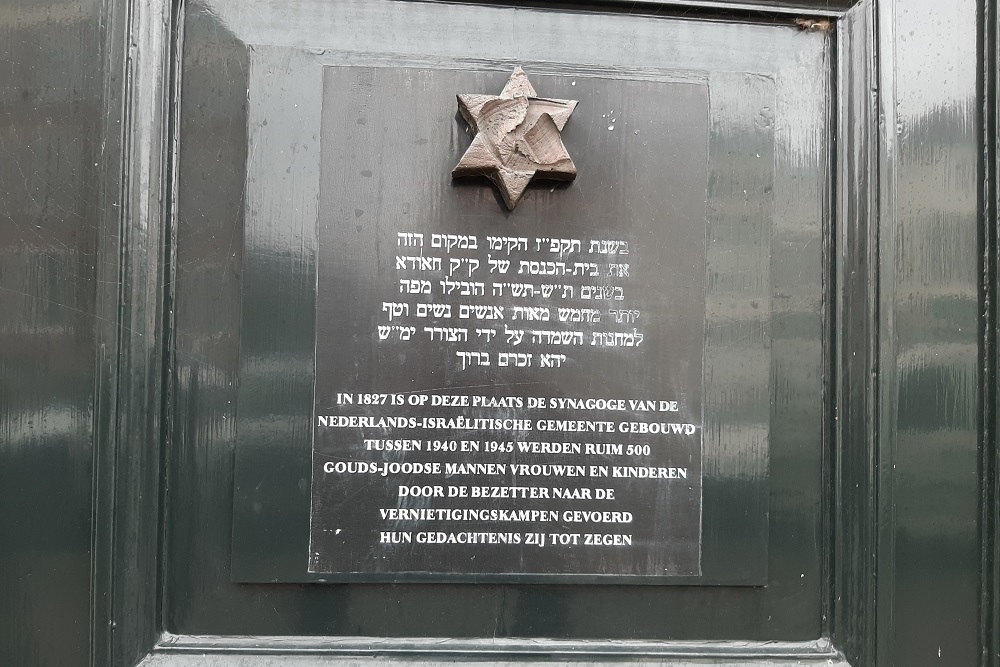 בשנת תקפ״ז הקימו במקום הזה
את בית-הכנסת של ק״ק חאודא
בשנים ת״ש-תש״ה הובילו מפה
יותר מחמש מאות אנשים נשים וטף
למחנות השמדה על ידי הצורר ימ״ש
יהא זכרם ברוך
IN 1827 IS OP DEZE PLAATS DE SYNAGOGE VAN DE
NEDERLANDS-ISRAËLITISCHE GEMEENTE GEBOUWD
TUSSEN 1940 EN 1945 WERDEN RUIM 500
GOUDS-JOODSE MANNEN VROUWEN EN KINDEREN
DOOR DE BEZETTER NAAR DE
VERNIETIGINGSKAMPEN GEVOERD
HUN GEDACHTENIS ZIJ TOT ZEGEN